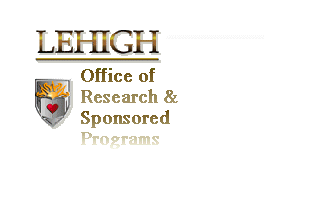 LEHIGH
Office of
Research &
Sponsored
Programs